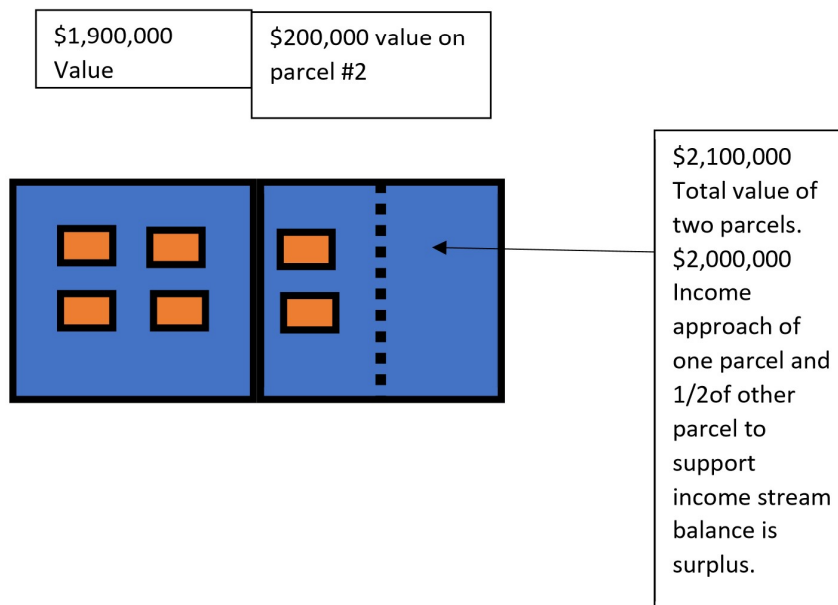 $1,900,000
Value
$200,000 value on
parcel #2
$2,100,000
Total value of
two parcels.
$2,000,000
Income
approach of
one parcel and
1/2of other
parcel to
support
income stream
balance is
surplus.